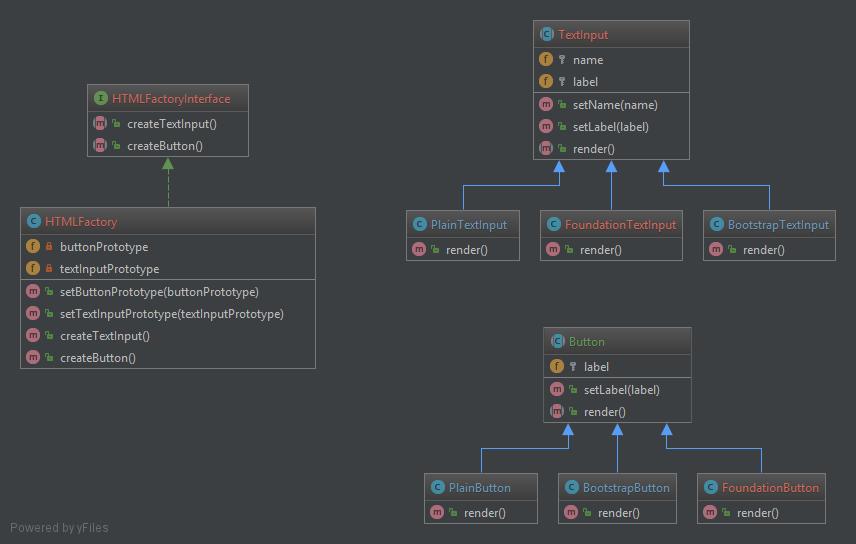 HTMLFactoryInterface
createTextInput()
createButton()
HTMLFactory
buttonPrototype
textInputPrototype
setButtonPrototype(buttonPrototype)
setTextInputPrototype(textInputPrototype)
createTextInput()
createButton()
TextInput
name
label
setName(name)
setLabel(label)
render()
PlainTextInput
render()
FoundationTextInput
render()
BootstrapTextInput
render()
Button
label
setLabel(label)
render()
PlainButton
render()
BootstrapButton
render()
FoundationButton
render()
Powered by yFiles